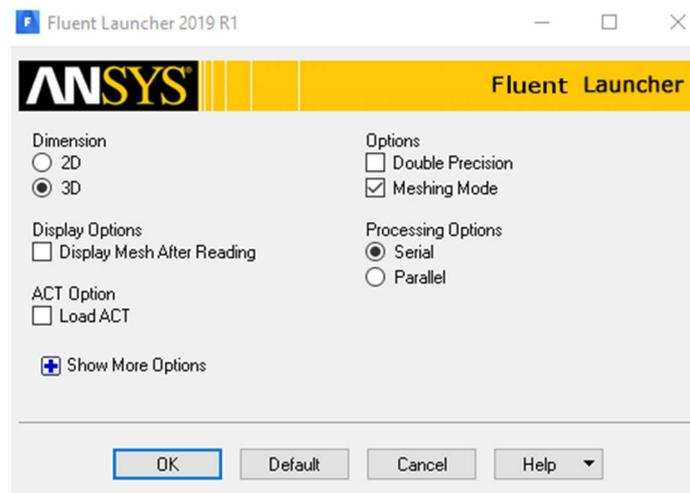 Fluent Launcher 2019 R1
ANSYS
Fluent Launcher
Dimension
2D
3D
Options
Double Precision
Meshing Mode
Display Options
Display Mesh After Reading
Processing Options
Serial
Parallel
ACT Option
Load ACT
Show More Options
OK
Default
Cancel
Help